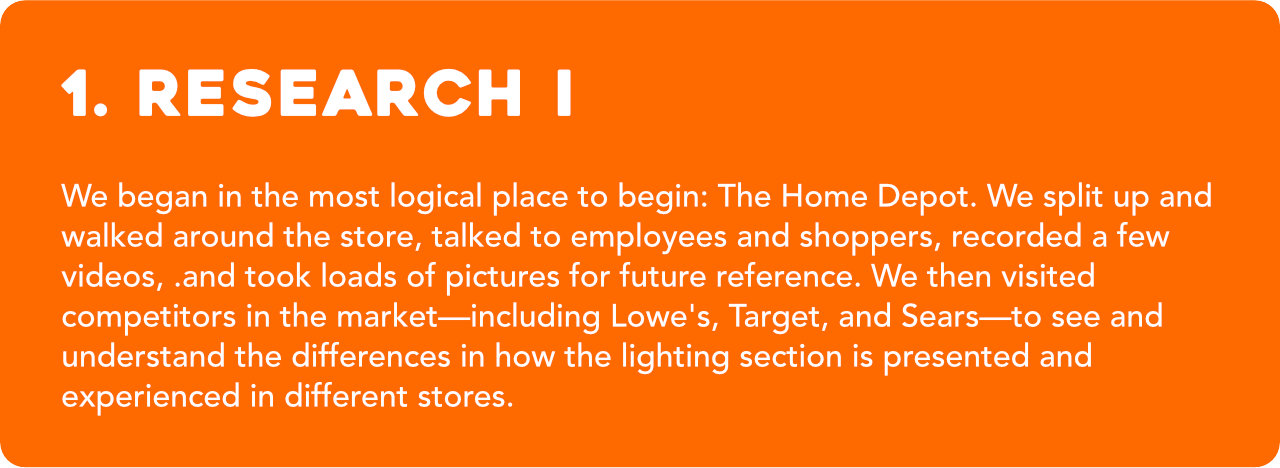 1. RESEARCH I
We began in the most logical place to begin: The Home Depot. We split up and
walked around the store, talked to employees and shoppers, recorded a few
videos, .and took loads of pictures for future reference. We then visited
competitors in the market—including Lowe's, Target, and Sears—to see and
understand the differences in how the lighting section is presented and
experienced in different stores.